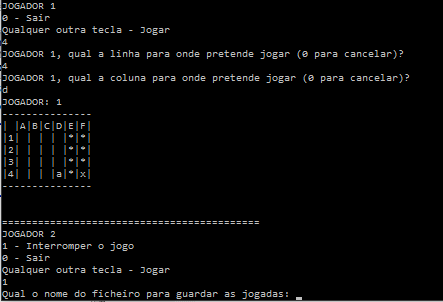 JOGADOR 1
0 - Sair
Qualquer outra tecla - Jogar
4
JOGADOR 1, qual a linha para onde pretende jogar (0 para cancelar)?
4
JOGADOR 1, qual a coluna para onde pretende jogar (0 para cancelar)?
d
JOGADOR: 1
---------------
| |A|B|C|D|E|F|
|1| | | | |*|*|
|2| | | | |*|*|
|3| | | | |*|*|
|4| | | |a|*|x|
---------------
===========================================
JOGADOR 2
1 - Interromper o jogo
0 - Sair
Qualquer outra tecla - Jogar
1
Qual o nome do ficheiro para guardar as jogadas: _